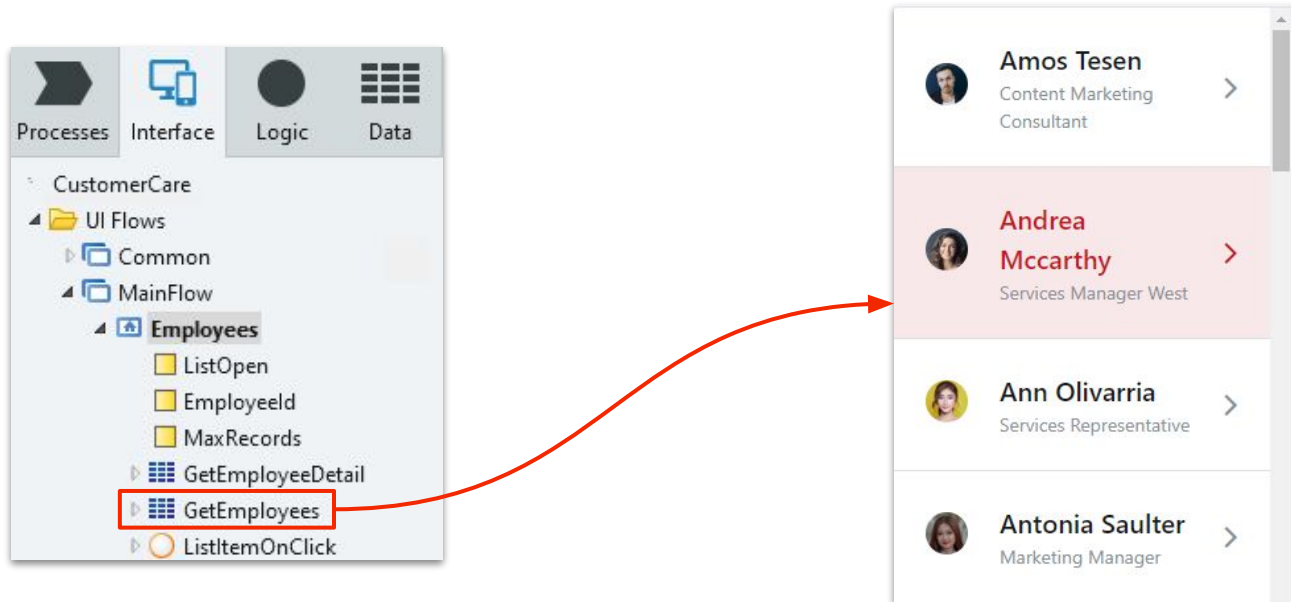 Processes
Interface
Logic
Data
CustomerCare
UI Flows
Common
MainFlow
Employees
ListOpen
EmployeeId
MaxRecords
GetEmployeeDetail
GetEmployees
ListItemOnClick
Amos Tesen
Content Marketing
Consultant
Andrea
Mccarthy
Services Manager West
Ann Olivarria
Services Representative
Antonia Saulter
Marketing Manager